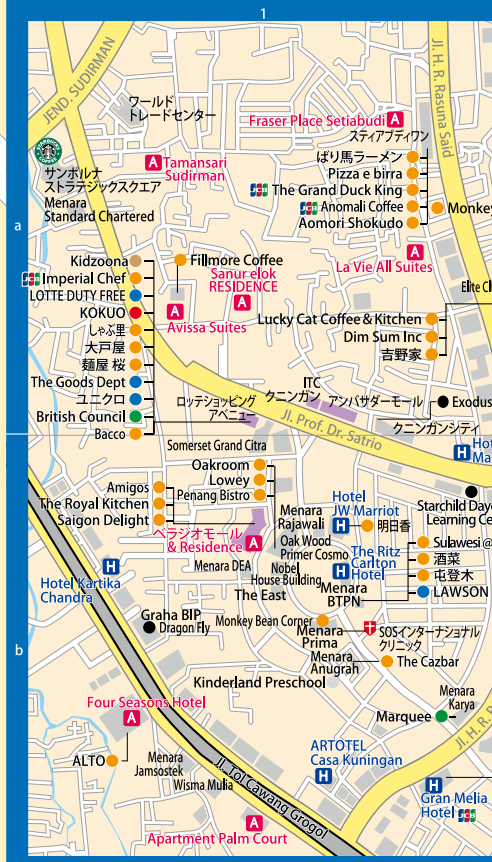 1
JEND. SUDIRMAN
Jl. H. R. Rasuna Said
ワールド
トレードセンター
Fraser Place Setiabudi
A
スティアブディワン
STARBUCKS COFFEE
サンポルナ
ストラテジックスクエア
Menara
Standard Chartered
A
Tamansari
Sudirman
ばり馬ラーメン
Pizza e birra
JCB The Grand Duck King
JCB Anomali Coffee
Monkey
Aomori Shokudo
a
Kidzoona
JCB Imperial Chef
LOTTE DUTY FREE
KOKUO
しゃぶ里
大戸屋
麺屋 桜
The Goods Dept
ユニクロ
British Council
Bacco
Fillmore Coffee
Sanur elok
RESIDENCE
A
A
Avissa Suites
A
La Vie All Suites
Elite Cl
Lucky Cat Coffee & Kitchen
Dim Sum Inc
吉野家
ロッテショッピング
アベニュー
ITC
クニンガン
アンバサダーモール
Exodus
Jl. Prof. Dr. Satrio
クニンガンシティ
Somerset Grand Citra
H
Hot
Ma
Oakroom
Lowey
Penang Bistro
Amigos
The Royal Kitchen
Saigon Delight
ベラジオモール
& Residence
A
Menara
Rajawali
Oak Wood
Primer Cosmo
Hotel
JW Marriot
H
明日香
Starchild Day
Learning Ce
Sulawesi @
酒菜
屯登木
LAWSON
The Ritz
Carlton
Hotel
H
Menara
BTPN
H
Hotel Kartika
Chandra
Menara DEA
Nobel
House Building
The East
Graha BIP
Dragon Fly
Monkey Bean Corner
Menara
Prima
SOSインターナショナル
クリニック
Menara
Anugrah
The Cazbar
b
Kinderland Preschool
Menara
Karya
Marquee
Four Seasons Hotel
A
ALTO
Menara
Jamsostek
Wisma Mulia
Jl. Tol Cawang Grogol
ARTOTEL
Casa Kuningan
H
Jl. H. R. R
H
Gran Melia
Hotel JCB
A
Apartment Palm Court